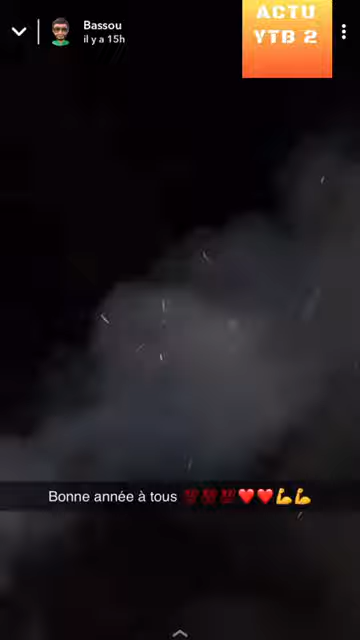 Bassou
il y a 15h
ACTU
YTB 2
Bonne année à tous 💯💯💯❤️❤️💪💪